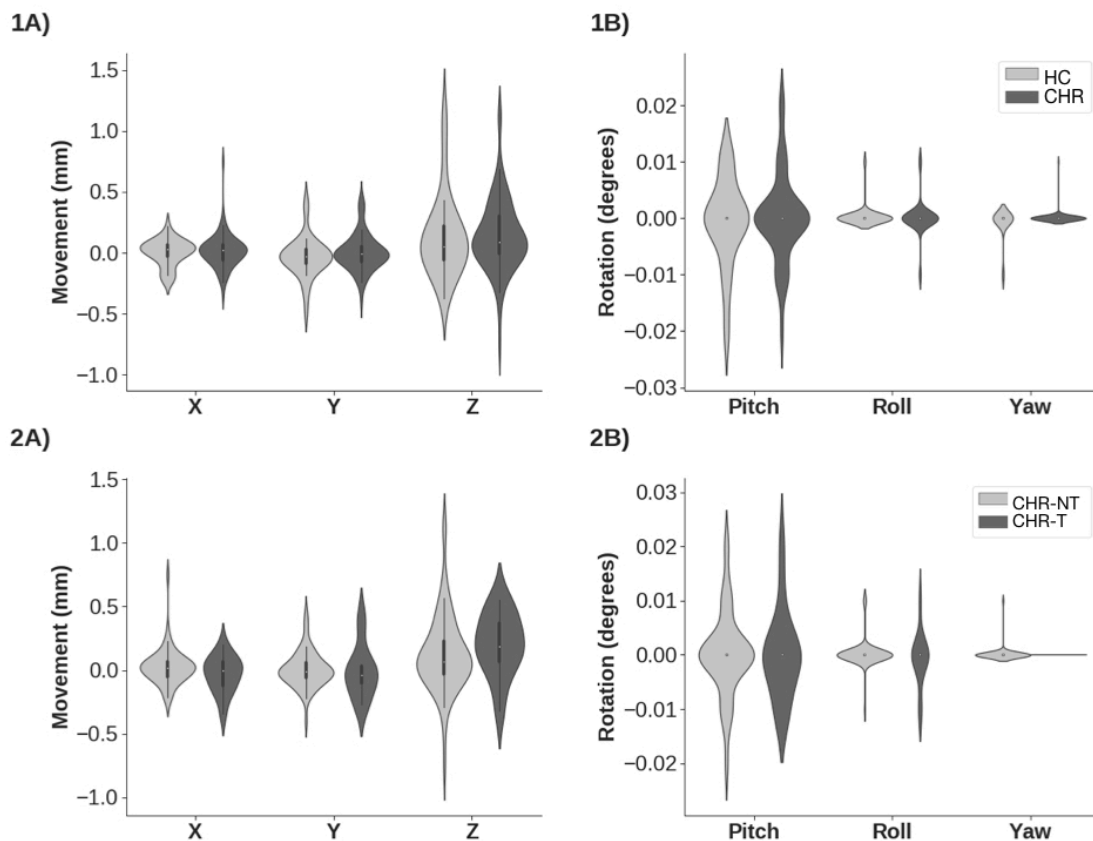 1A)
Movement (mm)
1.5
1.0
0.5
0.0
−0.5
−1.0
X Y Z
1B)
Rotation (degrees)
0.02
0.01
0.00
−0.01
−0.02
−0.03
Pitch Roll Yaw
HC
CHR
2A)
Movement (mm)
1.5
1.0
0.5
0.0
−0.5
−1.0
X Y Z
2B)
Rotation (degrees)
0.03
0.02
0.01
0.00
−0.01
−0.02
Pitch Roll Yaw
CHR-NT
CHR-T